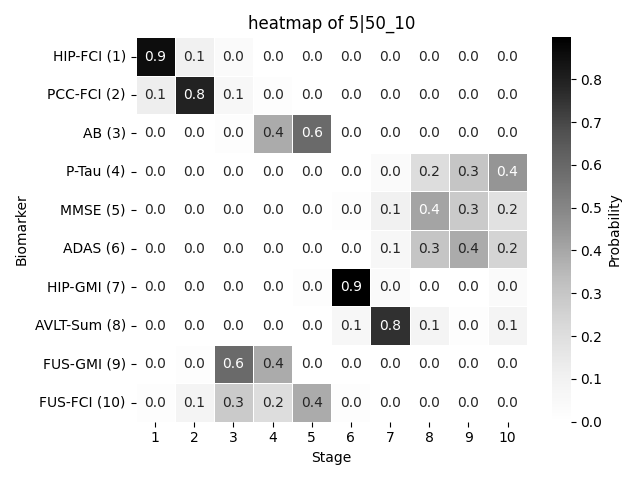 heatmap of 5|50_10
HIP-FCI (1) 0.9 0.1 0.0 0.0 0.0 0.0 0.0 0.0 0.0 0.0
PCC-FCI (2) 0.1 0.8 0.1 0.0 0.0 0.0 0.0 0.0 0.0 0.0
AB (3) 0.0 0.0 0.0 0.4 0.6 0.0 0.0 0.0 0.0 0.0
P-Tau (4) 0.0 0.0 0.0 0.0 0.0 0.0 0.0 0.2 0.3 0.4
MMSE (5) 0.0 0.0 0.0 0.0 0.0 0.0 0.1 0.4 0.3 0.2
ADAS (6) 0.0 0.0 0.0 0.0 0.0 0.0 0.1 0.3 0.4 0.2
HIP-GMI (7) 0.0 0.0 0.0 0.0 0.0 0.9 0.0 0.0 0.0 0.0
AVLT-Sum (8) 0.0 0.0 0.0 0.0 0.0 0.1 0.8 0.1 0.0 0.1
FUS-GMI (9) 0.0 0.0 0.6 0.4 0.0 0.0 0.0 0.0 0.0 0.0
FUS-FCI (10) 0.0 0.1 0.3 0.2 0.4 0.0 0.0 0.0 0.0 0.0
1 2 3 4 5 6 7 8 9 10
Stage
Biomarker
0.8
0.7
0.6
0.5
0.4
0.3
0.2
0.1
0.0
Probability